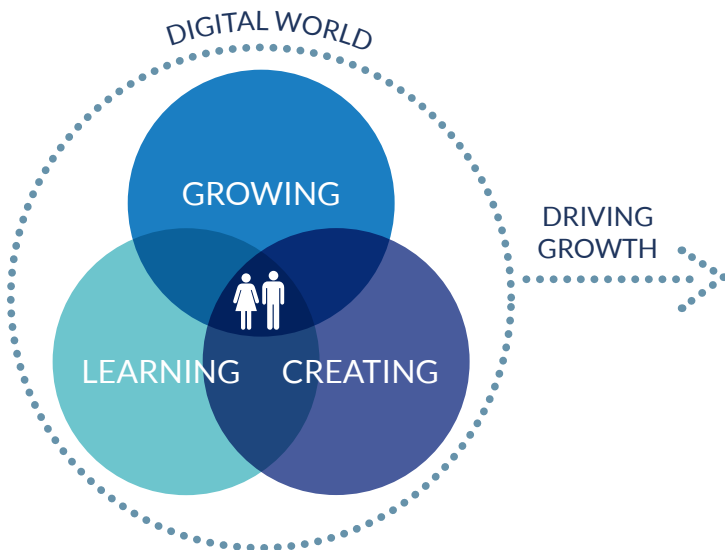 DIGITAL WORLD
GROWING
DRIVING
GROWTH
LEARNING
CREATING